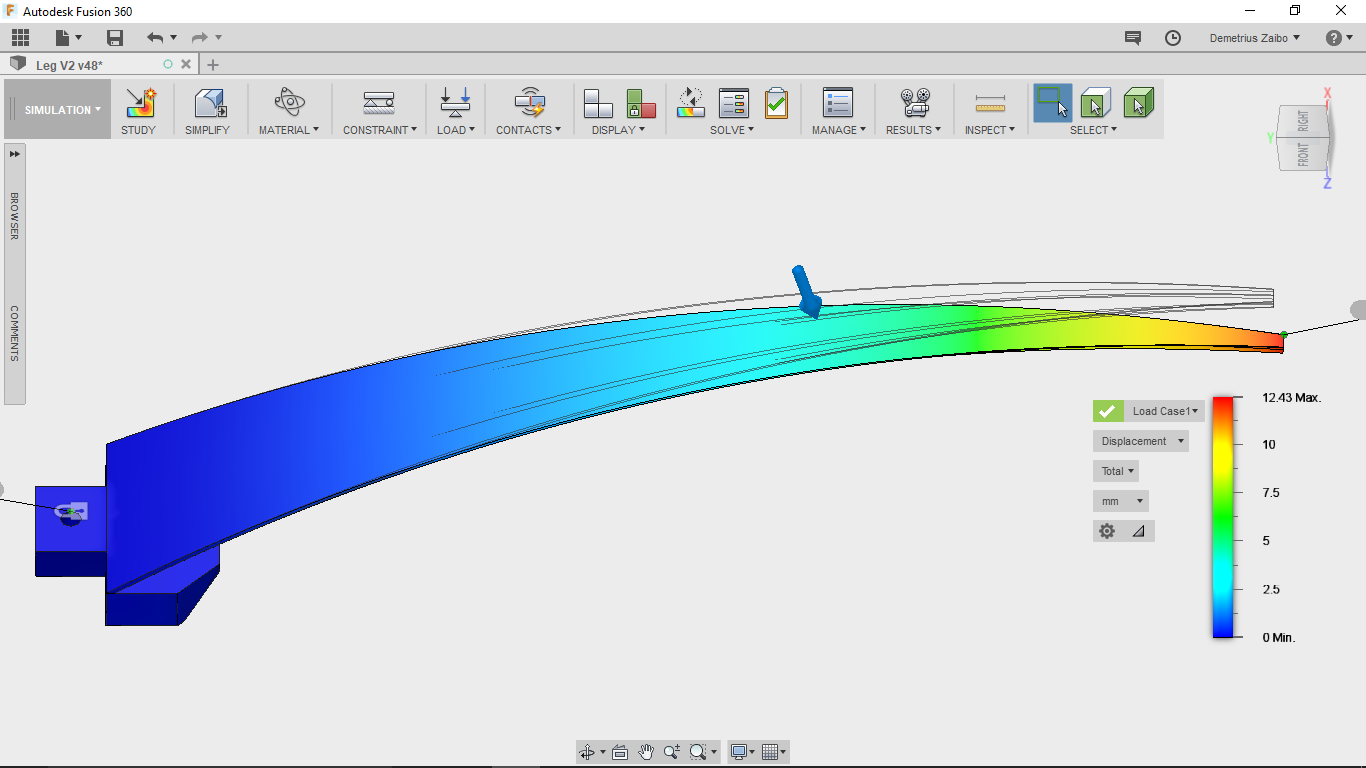 Autodesk Fusion 360
Demetrius Zaibo
Leg V2 v48*
SIMULATION
STUDY
SIMPLIFY
MATERIAL
CONSTRAINT
LOAD
CONTACTS
DISPLAY
SOLVE
MANAGE
RESULTS
INSPECT
SELECT
BROWSER
COMMENTS
X
Y
RIGHT
FRONT
Z
Load Case1
Displacement
Total
mm
12.43 Max.
10
7.5
5
2.5
0 Min.